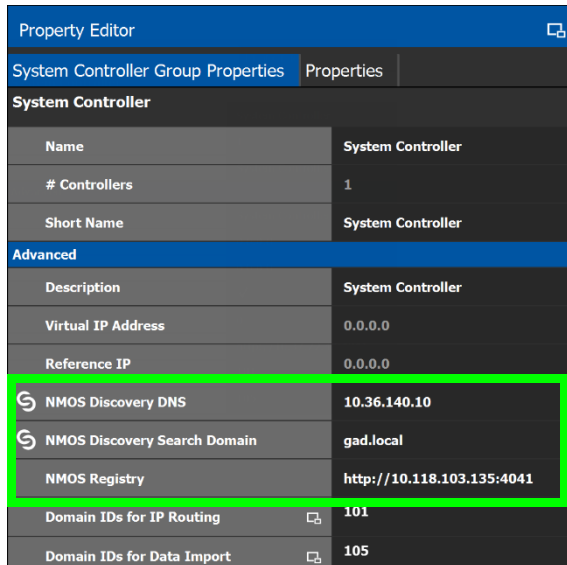 Property Editor
System Controller Group Properties Properties
System Controller
Name System Controller
# Controllers 1
Short Name System Controller
Advanced
Description System Controller
Virtual IP Address 0.0.0.0
Reference IP 0.0.0.0
NMOS Discovery DNS 10.36.140.10
NMOS Discovery Search Domain gad.local
NMOS Registry http://10.118.103.135:4041
Domain IDs for IP Routing 101
Domain IDs for Data Import 105